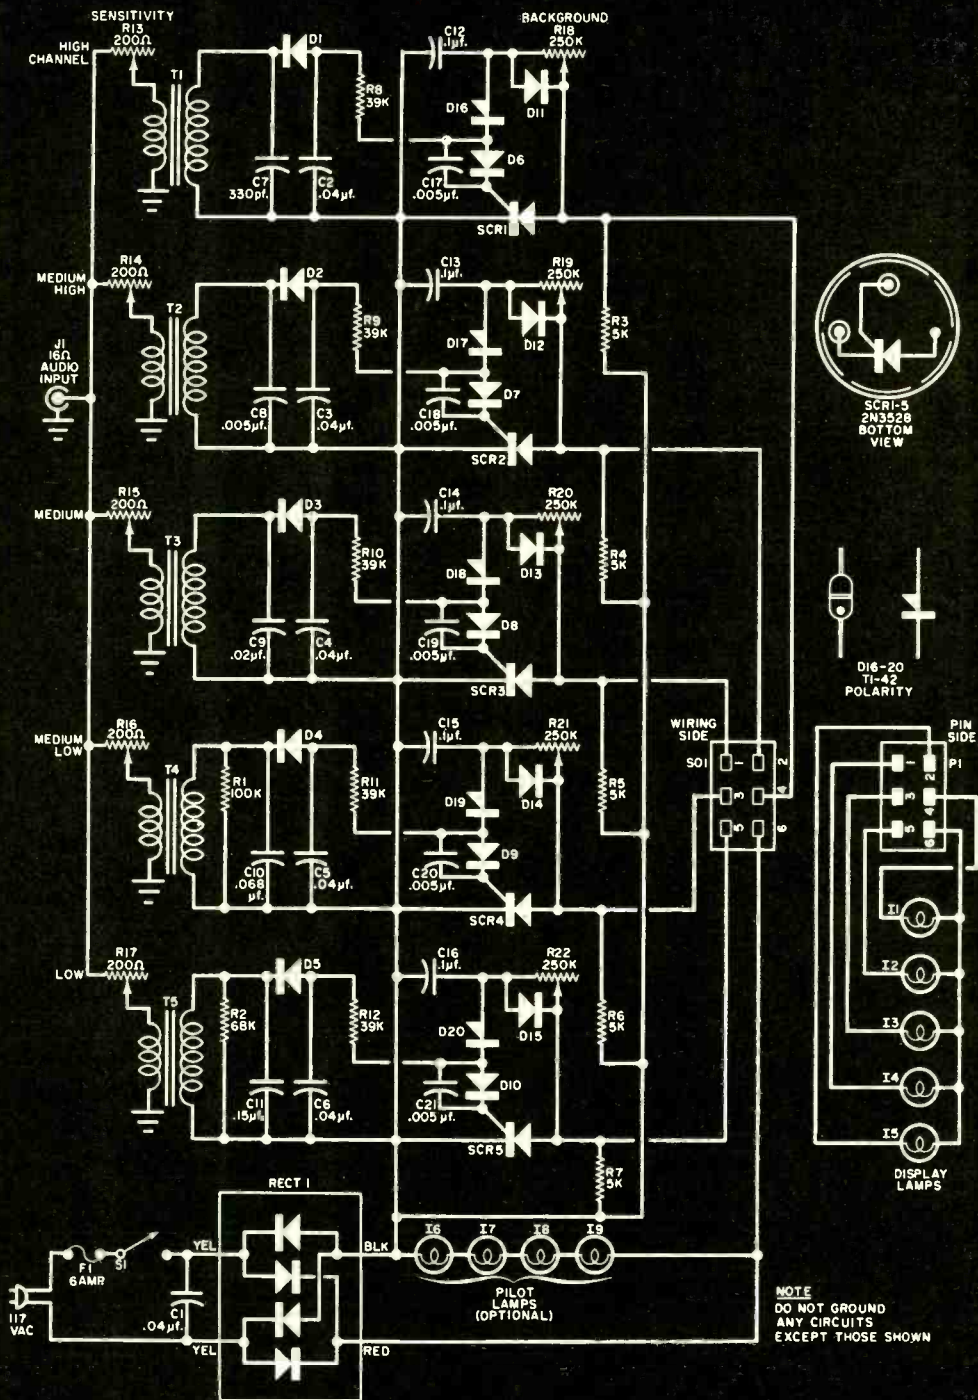 SENSITIVITY
R13
200Ω
HIGH
CHANNEL
T1
D1
R8
39K
C7
330pf.
C2
.04µf.
C12
.1µf.
BACKGROUND
R18
250K
D16
D11
D6
C17
.005µf.
SCR1
R14
200Ω
MEDIUM
HIGH
T2
D2
R9
39K
C8
.005µf.
C3
.04µf.
C13
.1µf.
R19
250K
D17
D12
D7
C18
.005µf.
SCR2
R3
5K
J1
16Ω
AUDIO
INPUT
SCR1-5
2N3528
BOTTOM
VIEW
R15
200Ω
MEDIUM
T3
D3
R10
39K
C9
.02µf.
C4
.04µf.
C14
.1µf.
R20
250K
D18
D13
D8
C19
.005µf.
SCR3
R4
5K
D16-20
TI-42
POLARITY
R16
200Ω
MEDIUM
LOW
T4
R1
100K
D4
R11
39K
C10
.068
µf.
C5
.04µf.
C15
.1µf.
R21
250K
D19
D14
D9
C20
.005µf.
SCR4
R5
5K
WIRING
SIDE
SO1
1 2
3 4
5 6
PIN
SIDE
P1
1 2
3 4
5 6
I1
I2
I3
I4
I5
DISPLAY
LAMPS
R17
200Ω
LOW
T5
R2
68K
D5
R12
39K
C11
.15µf.
C6
.04µf.
C16
.1µf.
R22
250K
D20
D15
D10
C21
.005µf.
SCR5
R6
5K
R7
5K
RECT 1
F1
6AMP
S1
YEL
BLK
117
VAC
C1
.04µf.
YEL
RED
I6 I7 I8 I9
PILOT
LAMPS
(OPTIONAL)
NOTE
DO NOT GROUND
ANY CIRCUITS
EXCEPT THOSE SHOWN